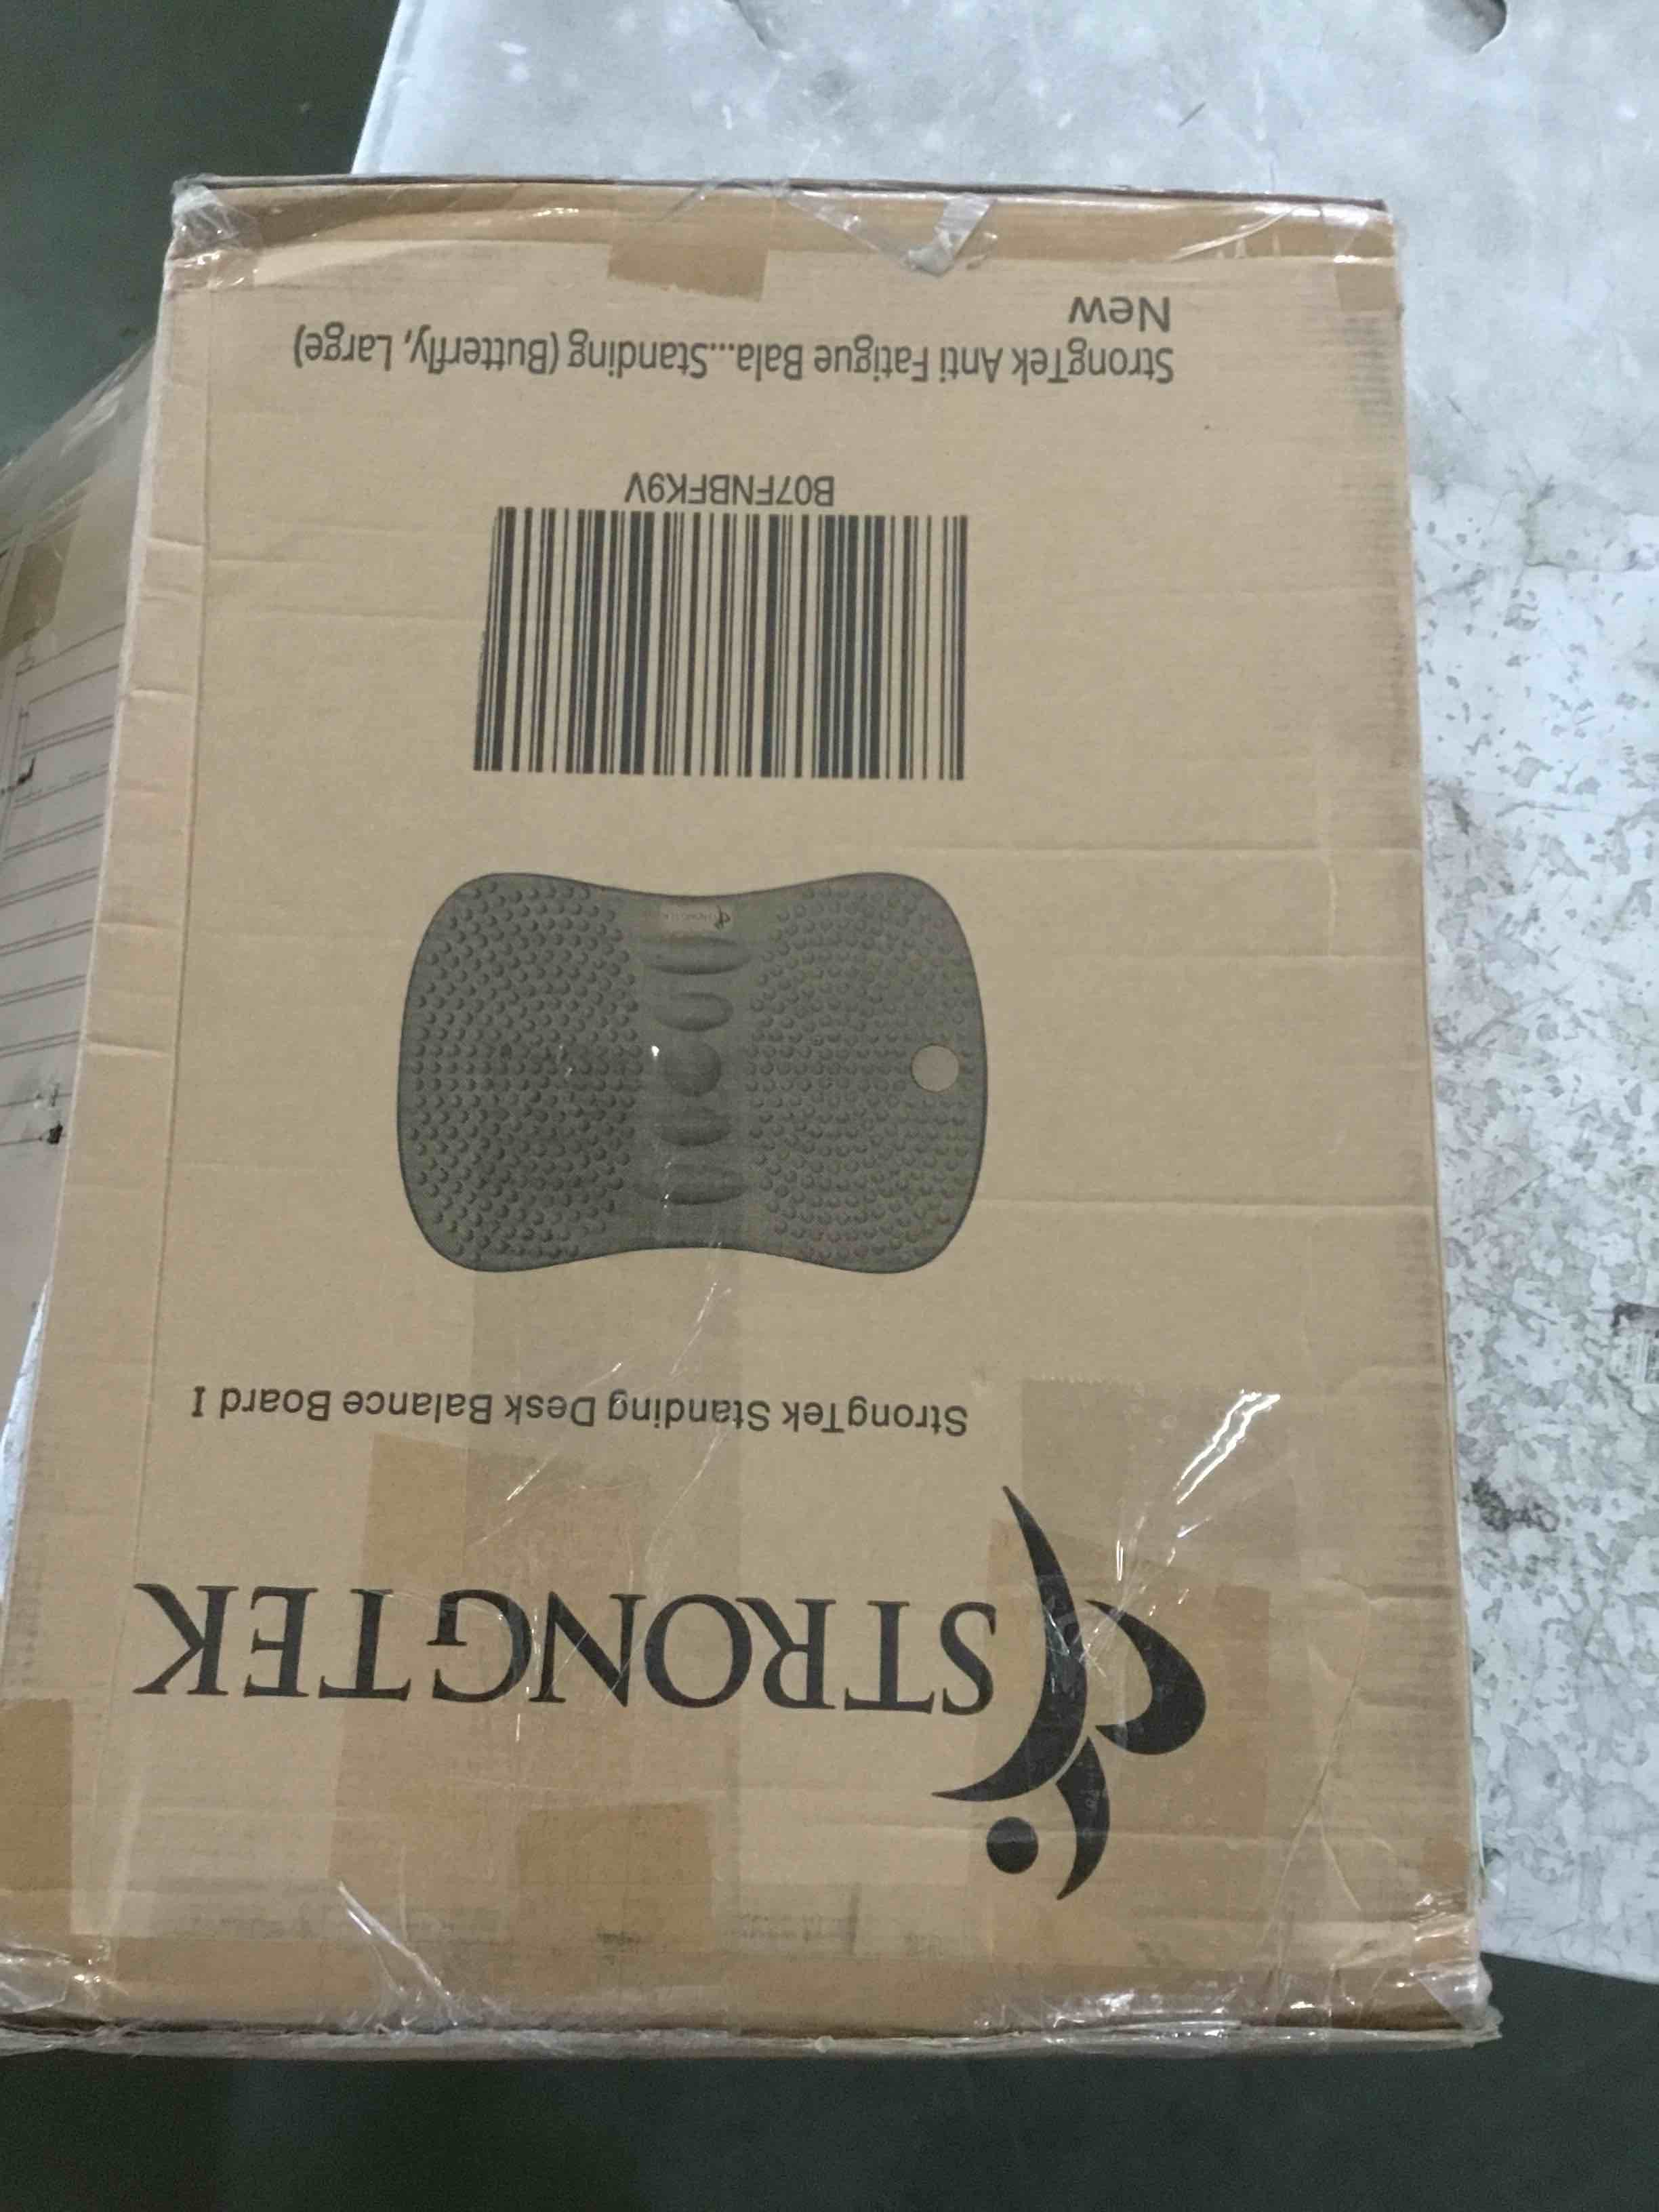 STRONGTEK
StrongTek Standing Desk Balance Board I
B07FNBFK9V
StrongTek Anti Fatigue Bala...Standing (Butterfly, Large)
New